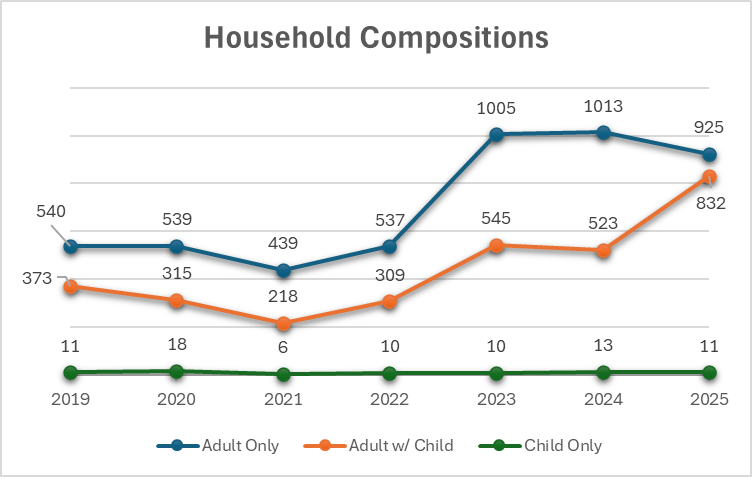 Household Compositions
1005 1013 925
540 539 439 537 832
373 315 218 309 545 523
11 18 6 10 10 13 11
2019 2020 2021 2022 2023 2024 2025
Adult Only Adult w/ Child Child Only